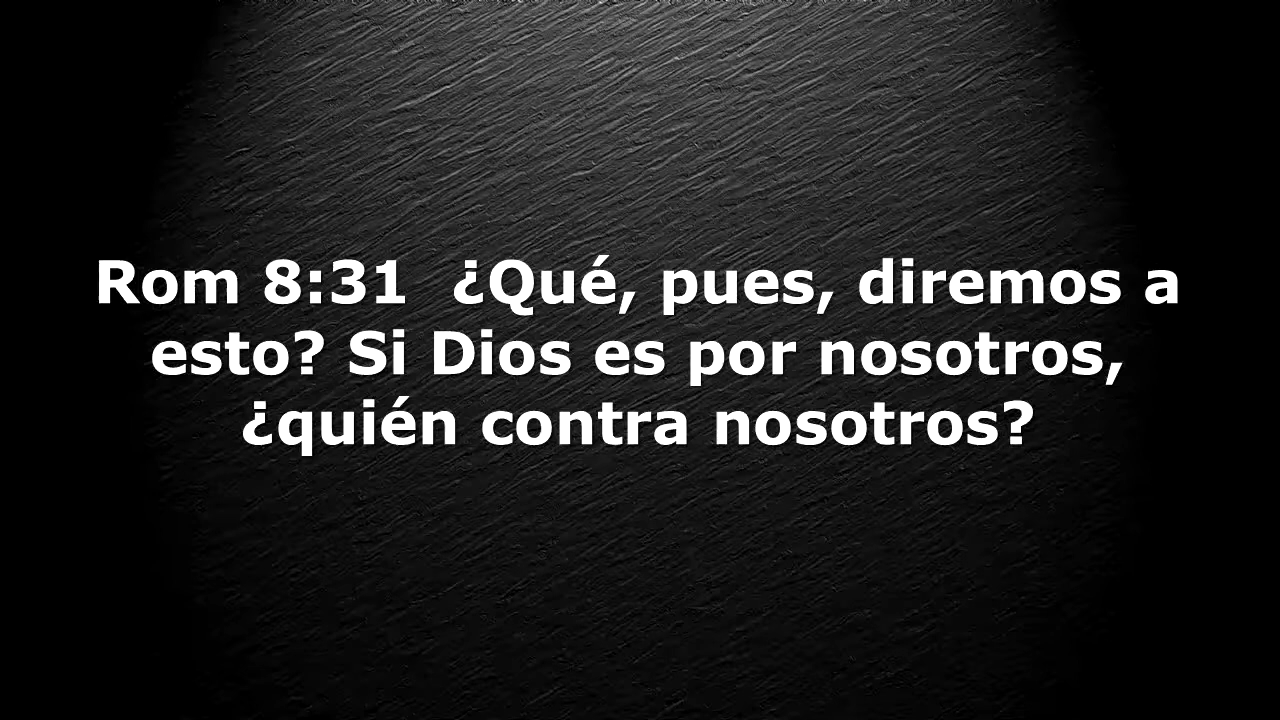 Rom 8:31  ¿Qué, pues, diremos a
esto? Si Dios es por nosotros,
¿quién contra nosotros?